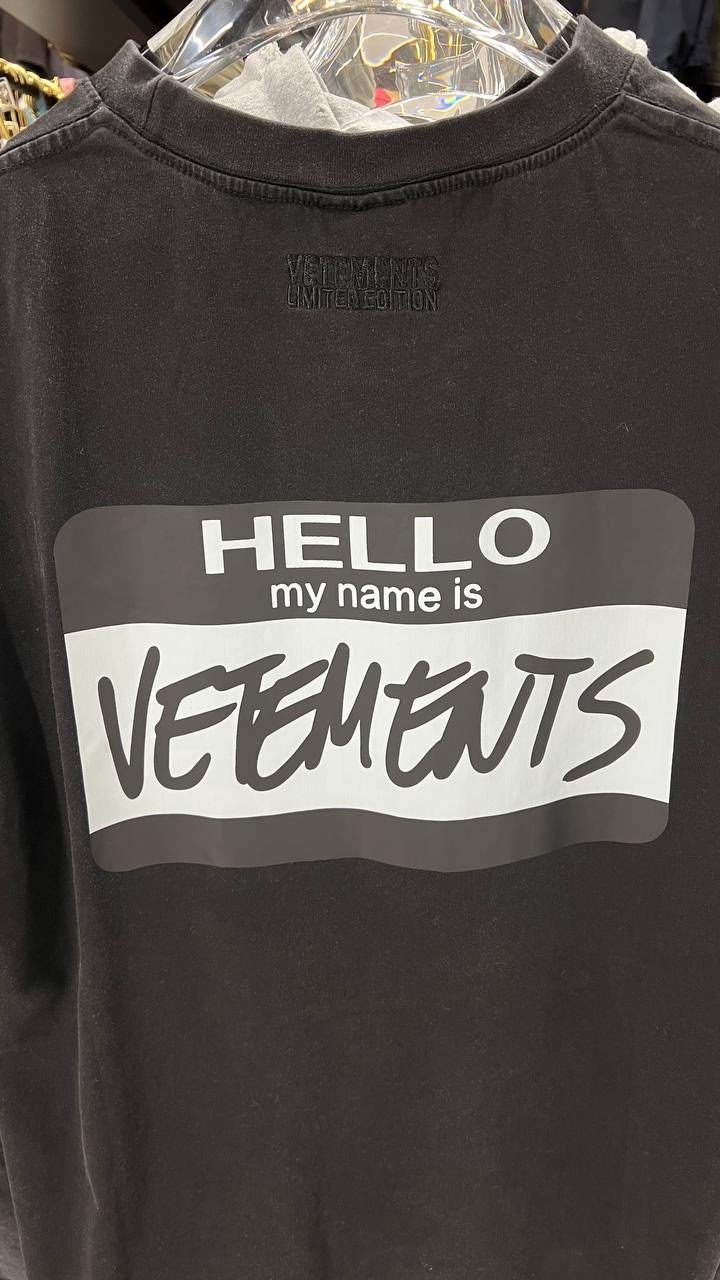 VETEMENTS
LIMITED EDITION
HELLO
my name is
VETEMENTS